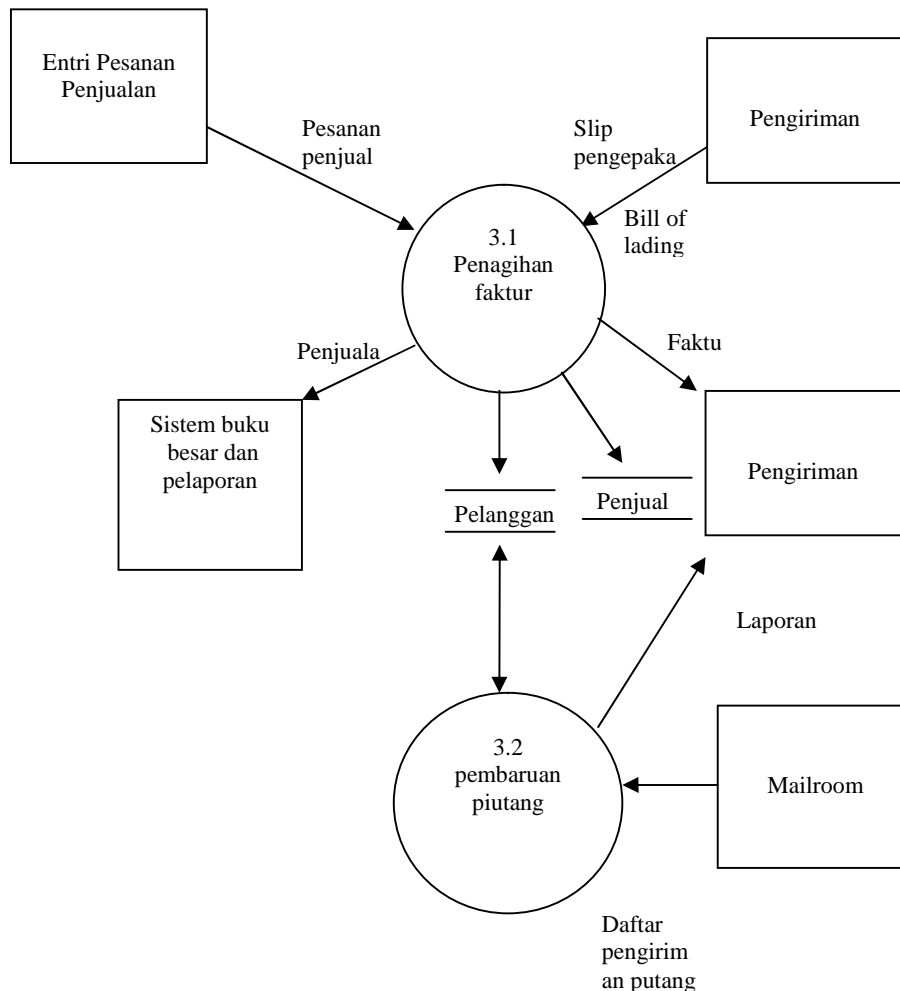 Entri Pesanan
Penjualan
Pesanan
penjual
Slip
pengepaka
Pengiriman
Bill of
lading
3.1
Penagihan
faktur
Penjuala
Faktu
Sistem buku
besar dan
pelaporan
Pelanggan
Penjual
Pengiriman
Laporan
3.2
pembaruan
piutang
Mailroom
Daftar
pengirim
an putang